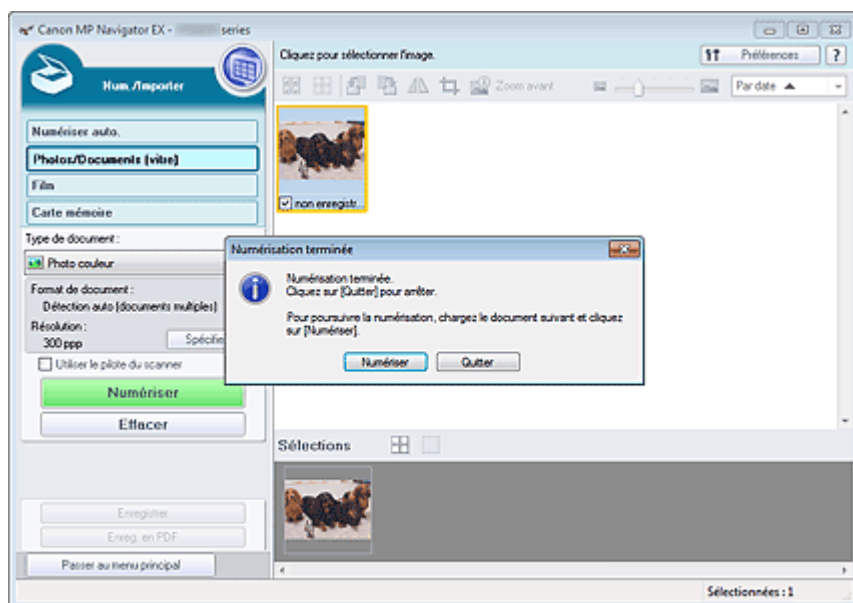 Canon MP Navigator EX - series
Num./Importer
Numériser auto.
Photos/Documents (vitre)
Film
Carte mémoire
Type de document :
Photo couleur
Format de document :
Détection auto (documents multiples)
Résolution :
300 ppp
Spécifie
Utiliser le pilote du scanner
Numériser
Effacer
Enregistrer
Enreg. en PDF
Passer au menu principal
Cliquez pour sélectionner l'image.
Préférences
?
Zoom avant
Par date
non enregistr...
Numérisation terminée
Numérisation terminée.
Cliquez sur [Quitter] pour arrêter.
Pour poursuivre la numérisation, chargez le document suivant et cliquez
sur [Numériser].
Numériser
Quitter
Sélections
Sélectionnées : 1